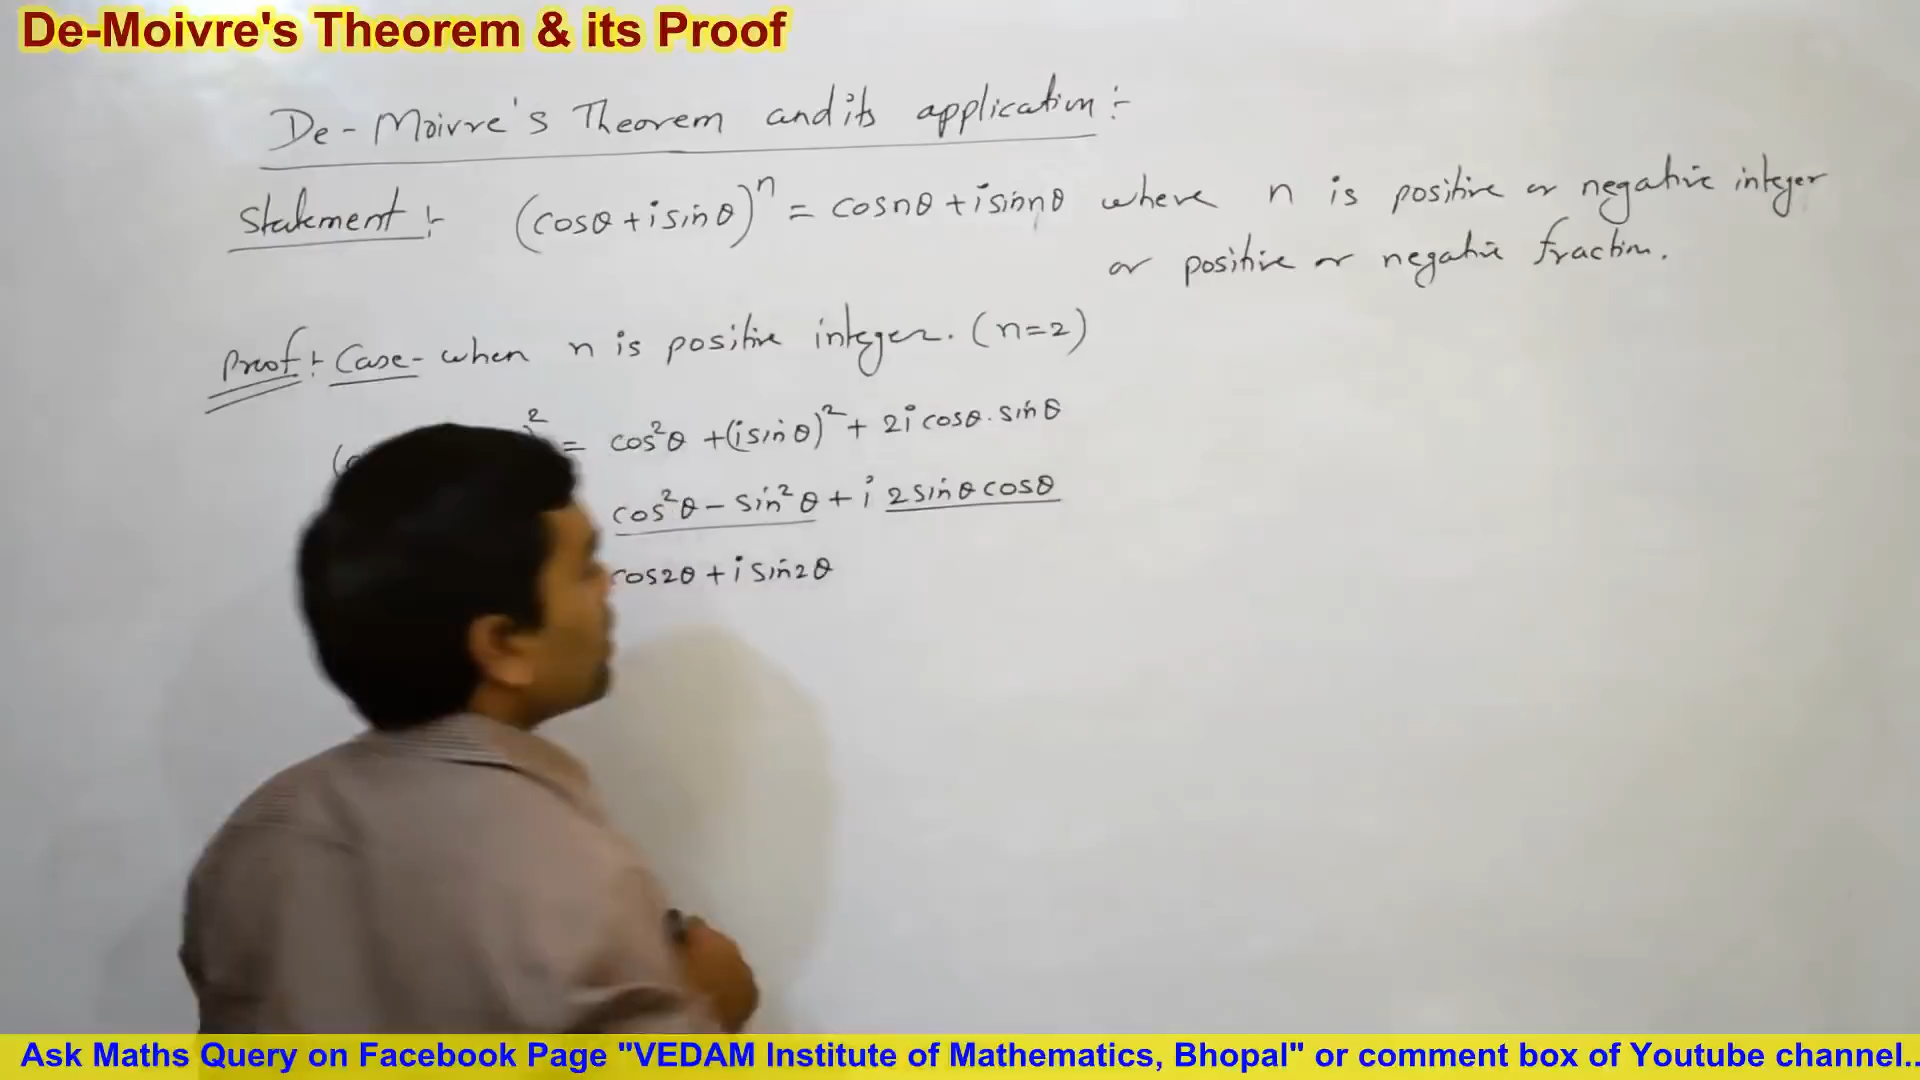 De-Moivre's Theorem & its Proof
De-Moivre's Theorem and its application :-
Statement :- (cosθ + i sinθ)^n = cosnθ + i sinnθ where n is positive or negative integer
or positive or negative fraction.
Proof :- Case - when n is positive integer. (n=2)
( 2 = cos²θ + (i sinθ)² + 2i cosθ. sinθ
cos²θ - sin²θ + i 2 sinθ cosθ
cos2θ + i sin2θ
Ask Maths Query on Facebook Page "VEDAM Institute of Mathematics, Bhopal" or comment box of Youtube channel..